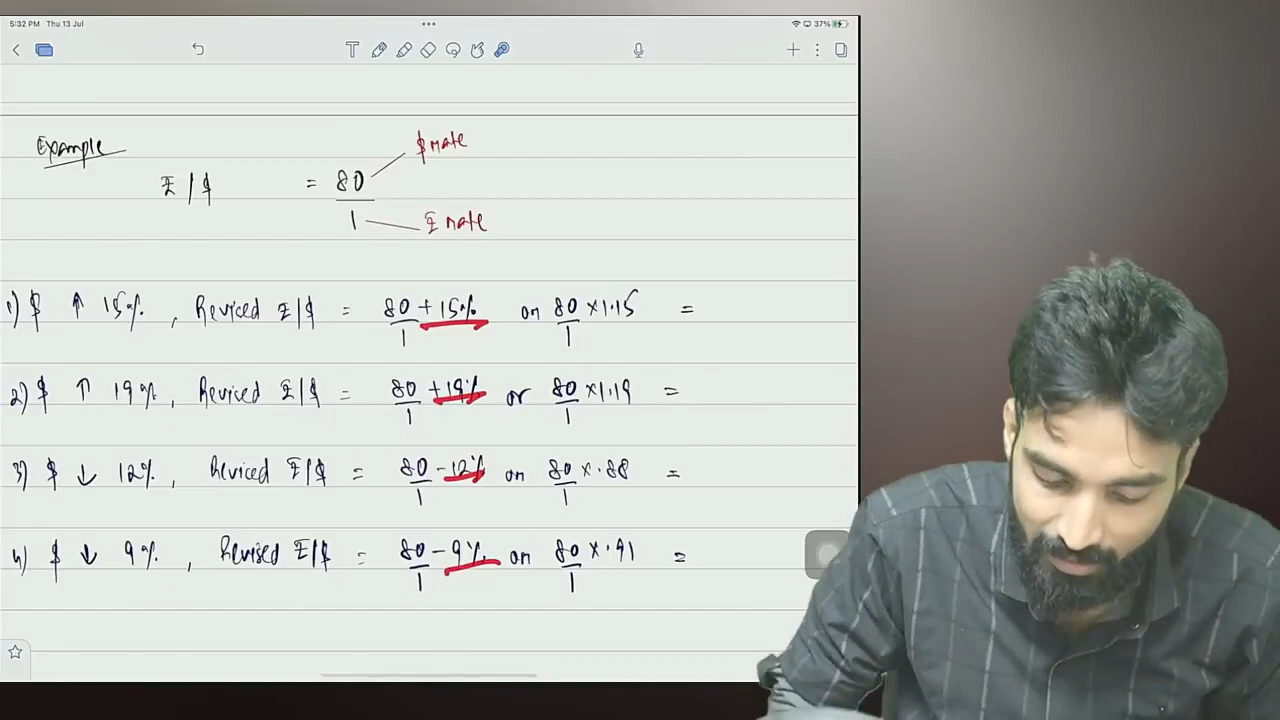 5:32 PM Thu 13 Jul
37%
Example
₹/$ = 80/1
$ rate
₹ rate
1) $ ↑ 15%, Revised ₹/$ = 80/1 + 15% or 80/1 × 1.15 =
2) $ ↑ 19%, Revised ₹/$ = 80/1 + 19% or 80/1 × 1.19 =
3) $ ↓ 12%, Revised ₹/$ = 80/1 - 12% or 80/1 × .88 =
4) $ ↓ 9%, Revised ₹/$ = 80/1 - 9% or 80/1 × .91 =